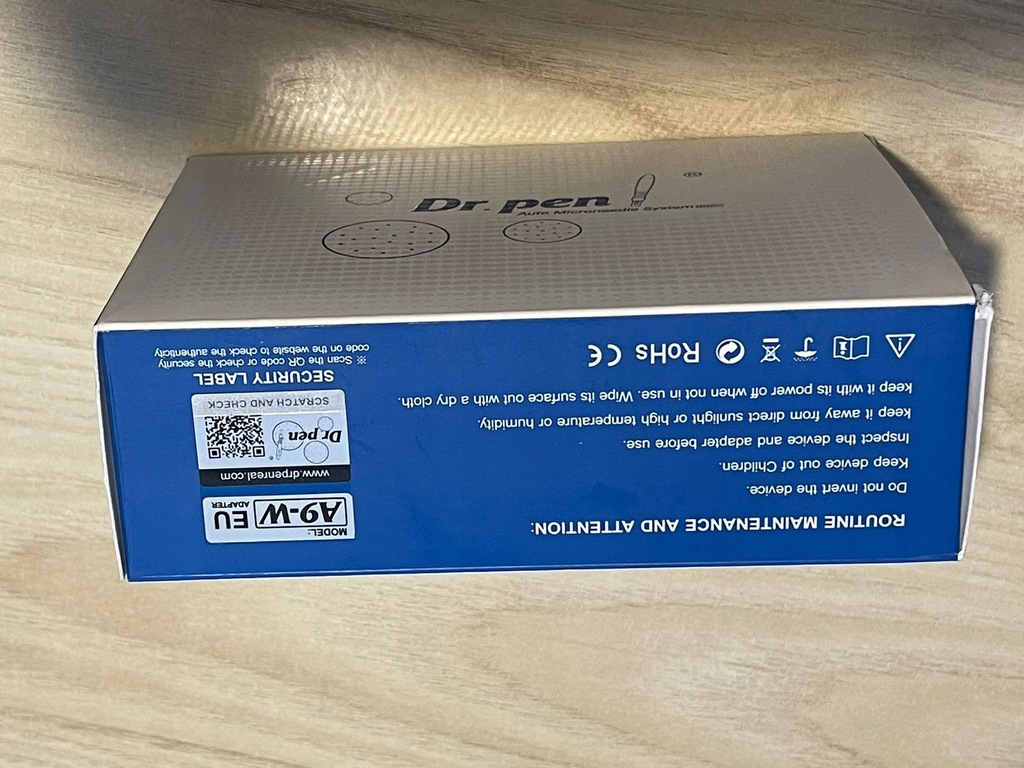 Dr. pen ®
Auto Microneedle System
ROUTINE MAINTENANCE AND ATTENTION:
Do not invert the device.
Keep device out of Children.
Inspect the device and adapter before use.
Keep it away from direct sunlight or high temperature or humidity.
Keep it with its power off when not in use. Wipe its surface out with a dry cloth.
RoHS CE
MODEL:
A9-W EU
ADAPTER
www.drpenreal.com
Dr.pen ®
SCRATCH AND CHECK
SECURITY LABEL
※ Scan the QR code or check the security
code on the website to check the authenticity